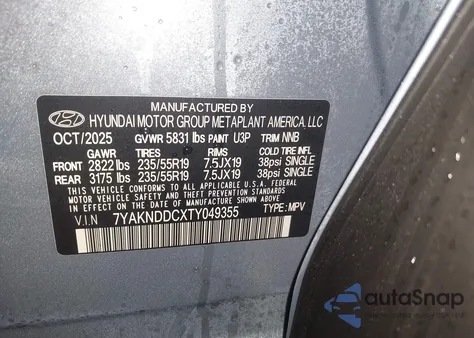 MANUFACTURED BY
HYUNDAI MOTOR GROUP METAPLANT AMERICA, LLC
OCT/2025 GVWR 5831 lbs PAINT U3P TRIM NNB
GAWR TIRES RIMS COLD TIRE INFL
FRONT 2822 lbs 235/55R19 7.5JX19 38psi SINGLE
REAR 3175 lbs 235/55R19 7.5JX19 38psi SINGLE
THIS VEHICLE CONFORMS TO ALL APPLICABLE U.S.A. FEDERAL
MOTOR VEHICLE SAFETY AND THEFT PREVENTION STANDARDS
IN EFFECT ON THE DATE OF MANUFACTURE SHOWN ABOVE.
V.I.N 7YAKNDDCXTY049355 TYPE: MPV
autoSnap